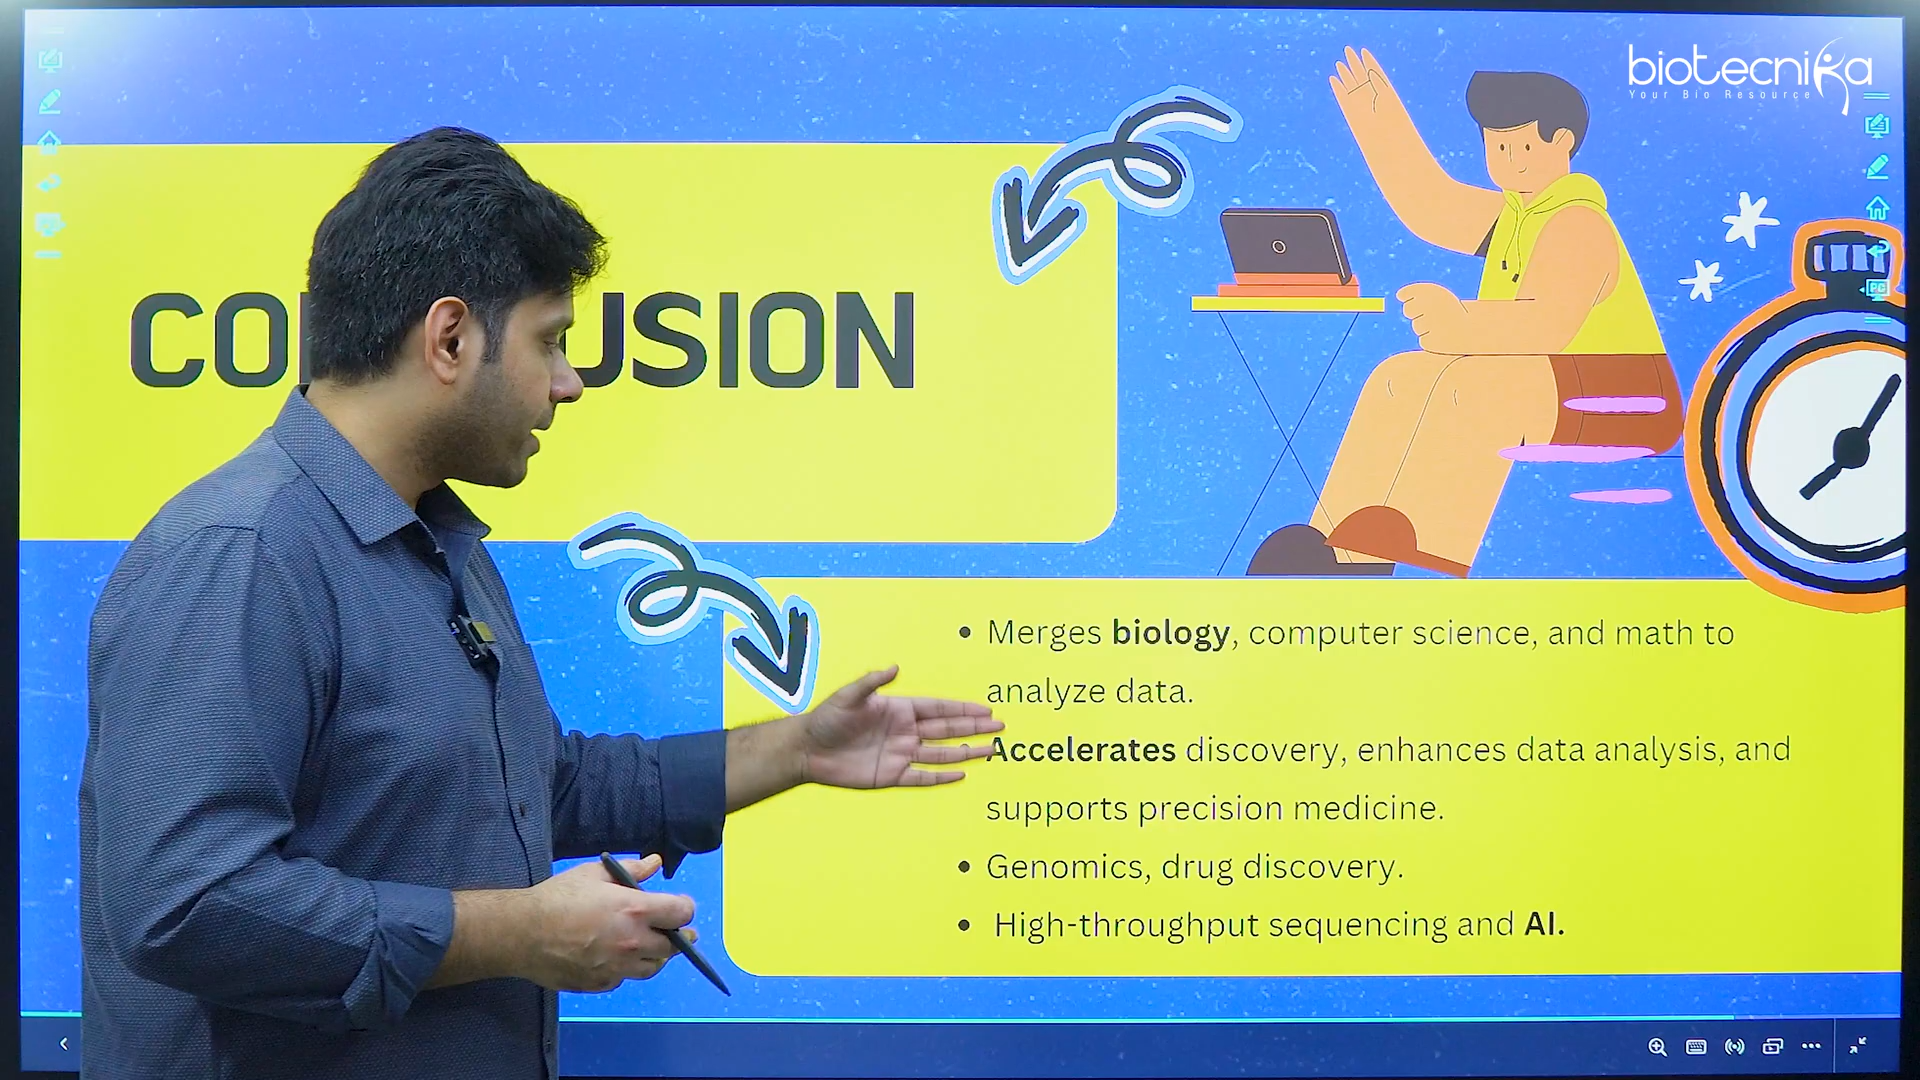 biotecnika
Your Bio Resource
CO USION
• Merges biology, computer science, and math to
analyze data.
Accelerates discovery, enhances data analysis, and
supports precision medicine.
• Genomics, drug discovery.
• High-throughput sequencing and AI.
PC